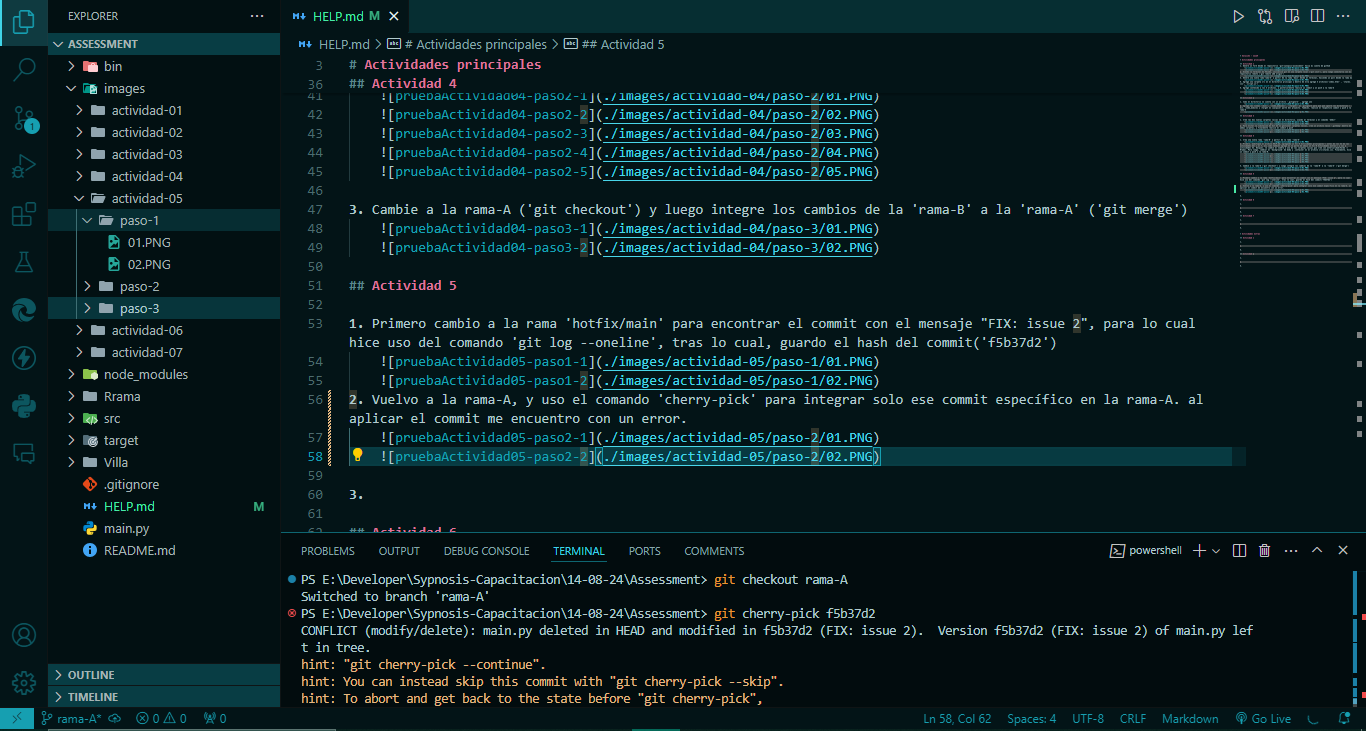 EXPLORER
ASSESSMENT
bin
images
actividad-01
actividad-02
actividad-03
actividad-04
actividad-05
paso-1
01.PNG
02.PNG
paso-2
paso-3
actividad-06
actividad-07
node_modules
Rrama
src
target
Villa
.gitignore
HELP.md M
main.py
README.md
OUTLINE
TIMELINE
1
HELP.md M
HELP.md > # Actividades principales > ## Actividad 5
3 # Actividades principales
36 ## Actividad 4
41 ![pruebaActividad04-paso2-1](./images/actividad-04/paso-2/01.PNG)
42 ![pruebaActividad04-paso2-2](./images/actividad-04/paso-2/02.PNG)
43 ![pruebaActividad04-paso2-3](./images/actividad-04/paso-2/03.PNG)
44 ![pruebaActividad04-paso2-4](./images/actividad-04/paso-2/04.PNG)
45 ![pruebaActividad04-paso2-5](./images/actividad-04/paso-2/05.PNG)
46
47 3. Cambie a la rama-A ('git checkout') y luego integre los cambios de la 'rama-B' a la 'rama-A' ('git merge')
48 ![pruebaActividad04-paso3-1](./images/actividad-04/paso-3/01.PNG)
49 ![pruebaActividad04-paso3-2](./images/actividad-04/paso-3/02.PNG)
50
51 ## Actividad 5
52
53 1. Primero cambio a la rama 'hotfix/main' para encontrar el commit con el mensaje "FIX: issue 2", para lo cual
hice uso del comando 'git log --oneline', tras lo cual, guardo el hash del commit('f5b37d2')
54 ![pruebaActividad05-paso1-1](./images/actividad-05/paso-1/01.PNG)
55 ![pruebaActividad05-paso1-2](./images/actividad-05/paso-1/02.PNG)
56 2. Vuelvo a la rama-A, y uso el comando 'cherry-pick' para integrar solo ese commit específico en la rama-A. al
aplicar el commit me encuentro con un error.
57 ![pruebaActividad05-paso2-1](./images/actividad-05/paso-2/01.PNG)
58 ![pruebaActividad05-paso2-2](./images/actividad-05/paso-2/02.PNG)
59
60 3.
61
62 ## Actividad 6
PROBLEMS OUTPUT DEBUG CONSOLE TERMINAL PORTS COMMENTS powershell
PS E:\Developer\Sypnosis-Capacitacion\14-08-24\Assessment> git checkout rama-A
Switched to branch 'rama-A'
PS E:\Developer\Sypnosis-Capacitacion\14-08-24\Assessment> git cherry-pick f5b37d2
CONFLICT (modify/delete): main.py deleted in HEAD and modified in f5b37d2 (FIX: issue 2).  Version f5b37d2 (FIX: issue 2) of main.py lef
t in tree.
hint: "git cherry-pick --continue".
hint: You can instead skip this commit with "git cherry-pick --skip".
hint: To abort and get back to the state before "git cherry-pick",
rama-A* 0 0 0 Ln 58, Col 62 Spaces: 4 UTF-8 CRLF Markdown Go Live